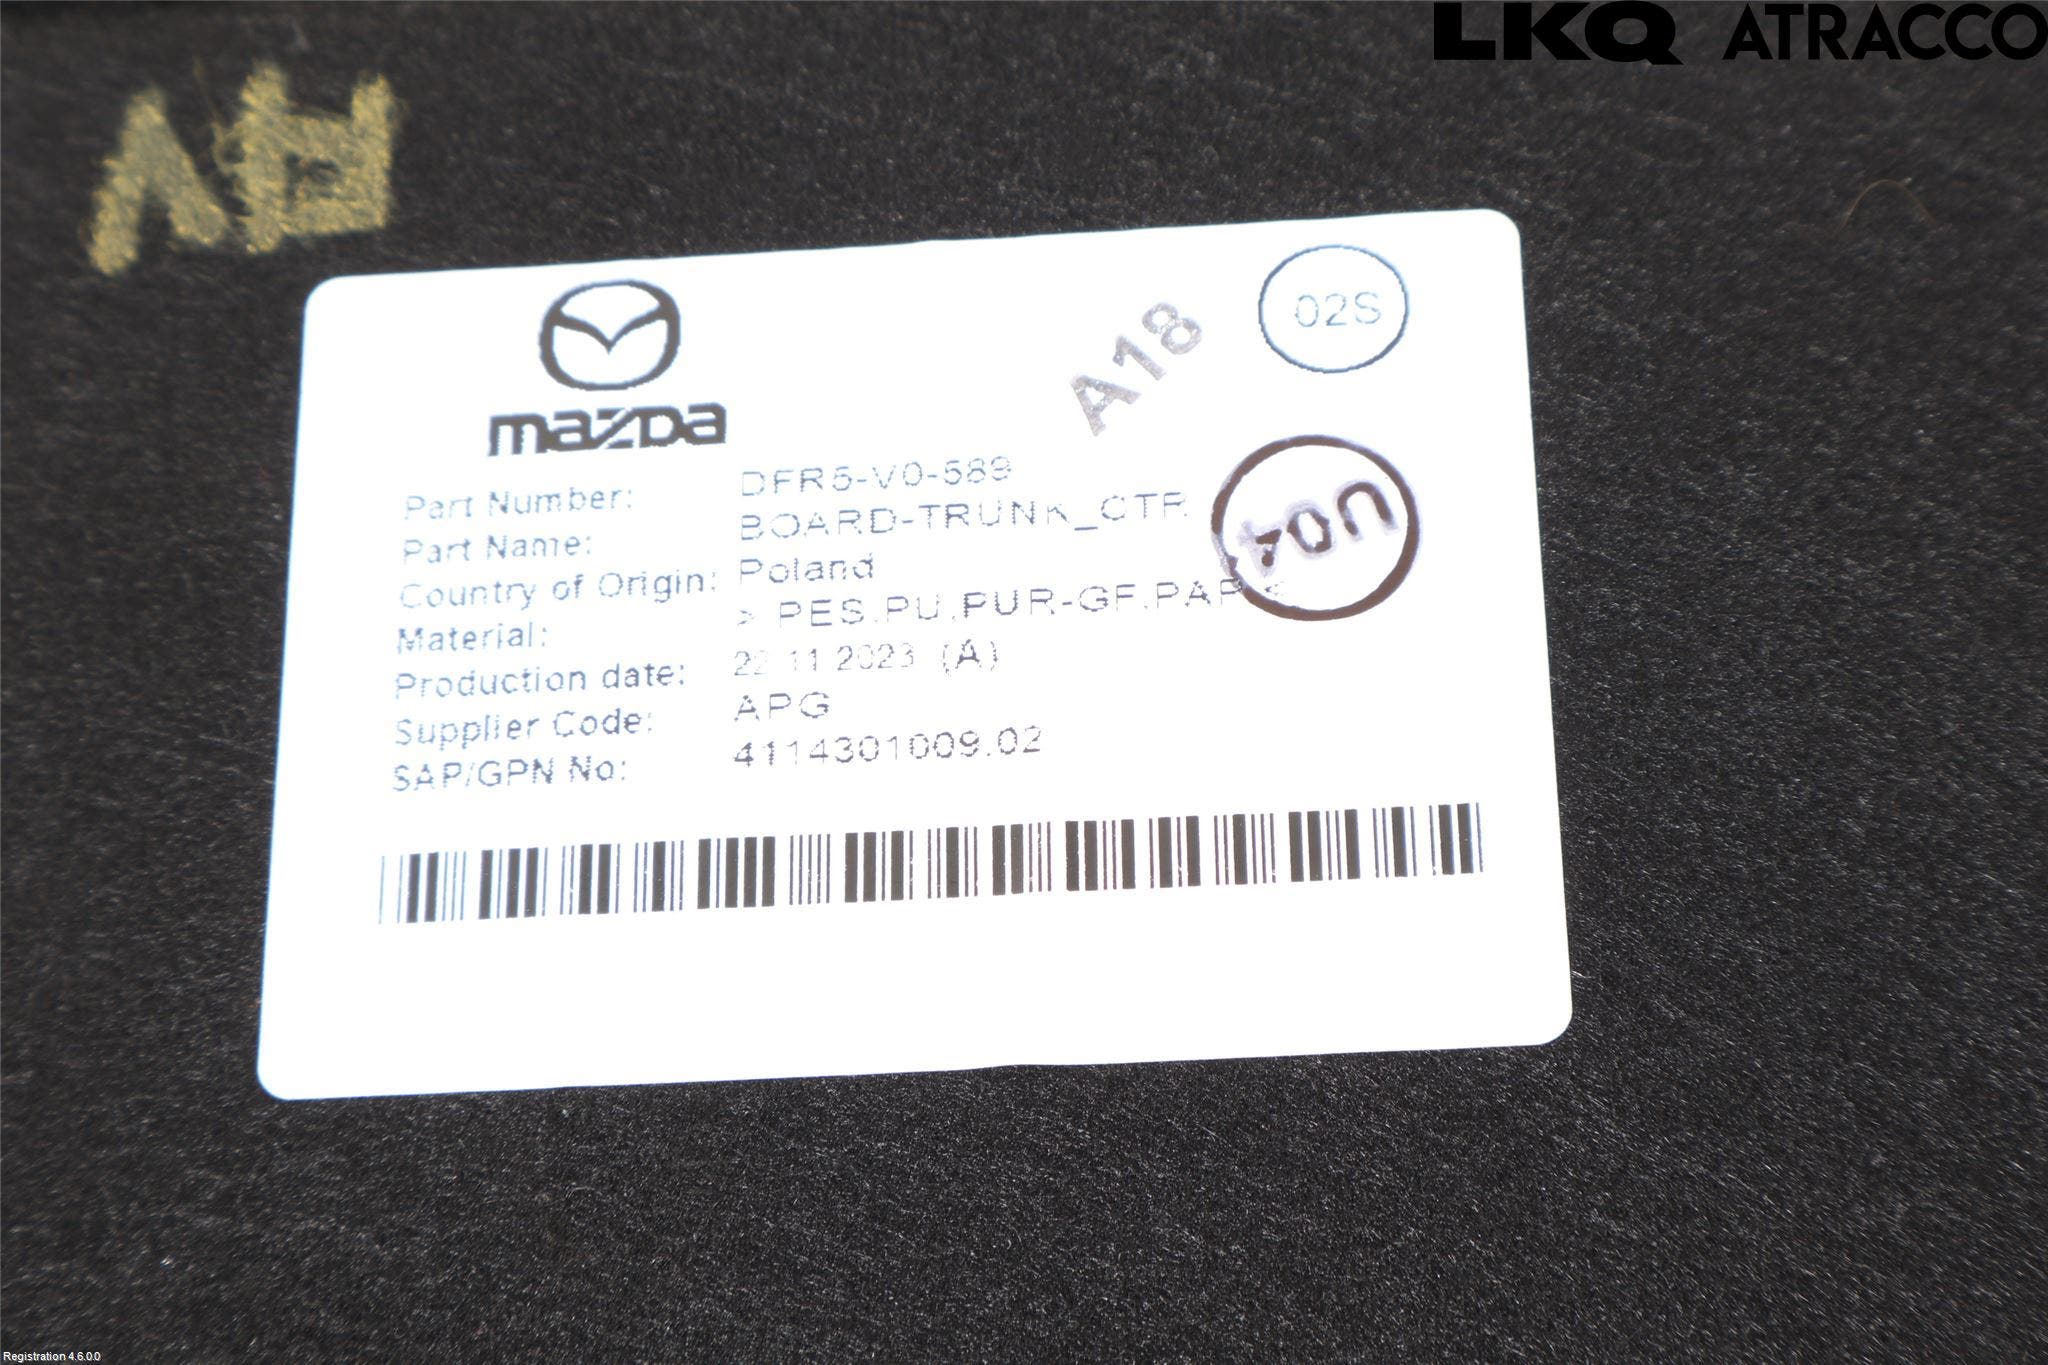 LKQ ATRACCO
mazda
A18
02S
Part Number: DFR5-V0-589
Part Name: BOARD-TRUNK_CTR
Country of Origin: Poland
Material: > PES.PU.PUR-GF.PAP <
Production date: 22.11.2023 (A)
Supplier Code: APG
SAP/GPN No: 4114301009.02
U04
Registration 4.6.0.0